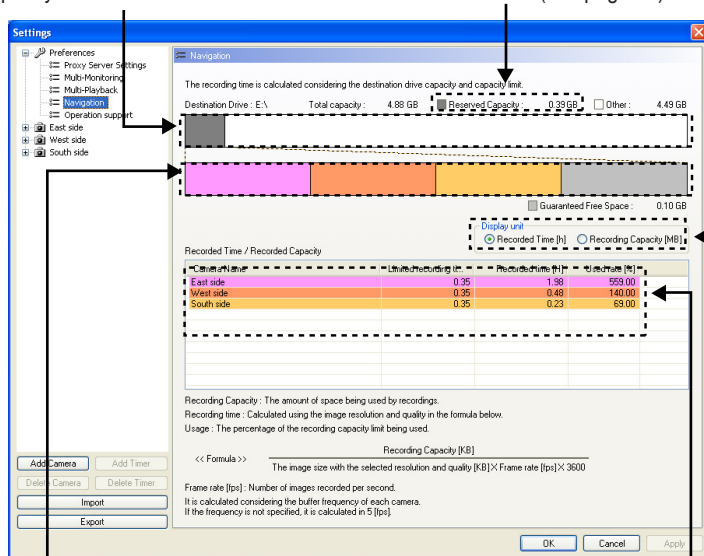 Settings
Preferences
Proxy Server Settings
Multi-Monitoring
Multi-Playback
Navigation
Operation support
East side
West side
South side
Add Camera Add Timer
Delete Camera Delete Timer
Import
Export
Navigation
The recording time is calculated considering the destination drive capacity and capacity limit.
Destination Drive : E:\ Total capacity : 4.88 GB Reserved Capacity : 0.39 GB Other : 4.49 GB
Guaranteed Free Space : 0.10 GB
Display unit
Recorded Time [h] Recording Capacity [MB]
Recorded Time / Recorded Capacity
Camera Name Limited recording ti... Recorded time [H] Used rate [%]
East side 0.35 1.98 559.00
West side 0.35 0.48 140.00
South side 0.35 0.23 69.00
Recording Capacity : The amount of space being used by recordings.
Recording time : Calculated using the image resolution and quality in the formula below.
Usage : The percentage of the recording capacity limit being used.
<< Formula >> Recording Capacity [KB]
The image size with the selected resolution and quality [KB] X Frame rate [fps] X 3600
Frame rate [fps] : Number of images recorded per second.
It is calculated considering the buffer frequency of each camera.
If the frequency is not specified, it is calculated in 5 [fps].
OK Cancel Apply